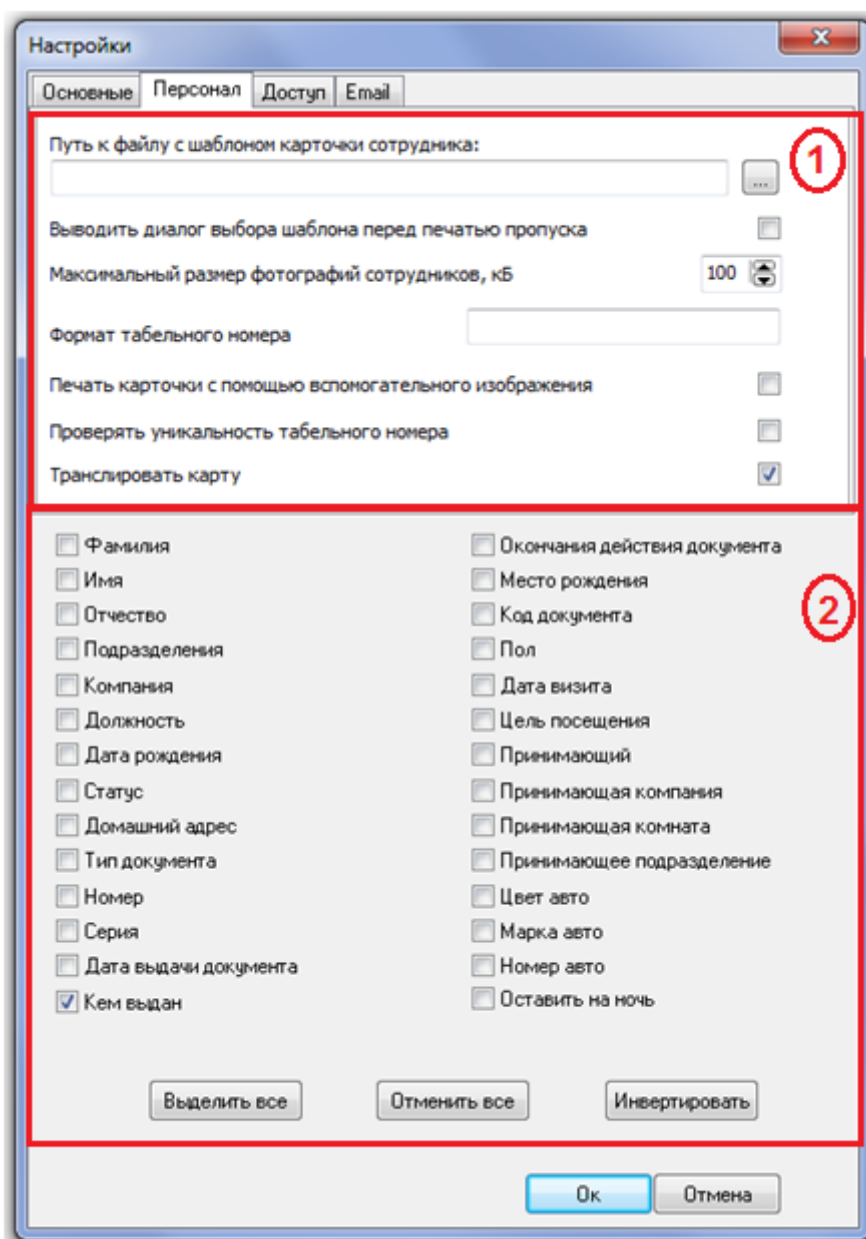 Настройки
Основные Персонал Доступ Email
Путь к файлу с шаблоном карточки сотрудника:
...
1
Выводить диалог выбора шаблона перед печатью пропуска
Максимальный размер фотографий сотрудников, кБ 100
Формат табельного номера
Печать карточки с помощью вспомогательного изображения
Проверять уникальность табельного номера
Транслировать карту
2
Фамилия
Имя
Отчество
Подразделения
Компания
Должность
Дата рождения
Статус
Домашний адрес
Тип документа
Номер
Серия
Дата выдачи документа
Кем выдан
Окончания действия документа
Место рождения
Код документа
Пол
Дата визита
Цель посещения
Принимающий
Принимающая компания
Принимающая комната
Принимающее подразделение
Цвет авто
Марка авто
Номер авто
Оставить на ночь
Выделить все Отменить все Инвертировать
Ок Отмена